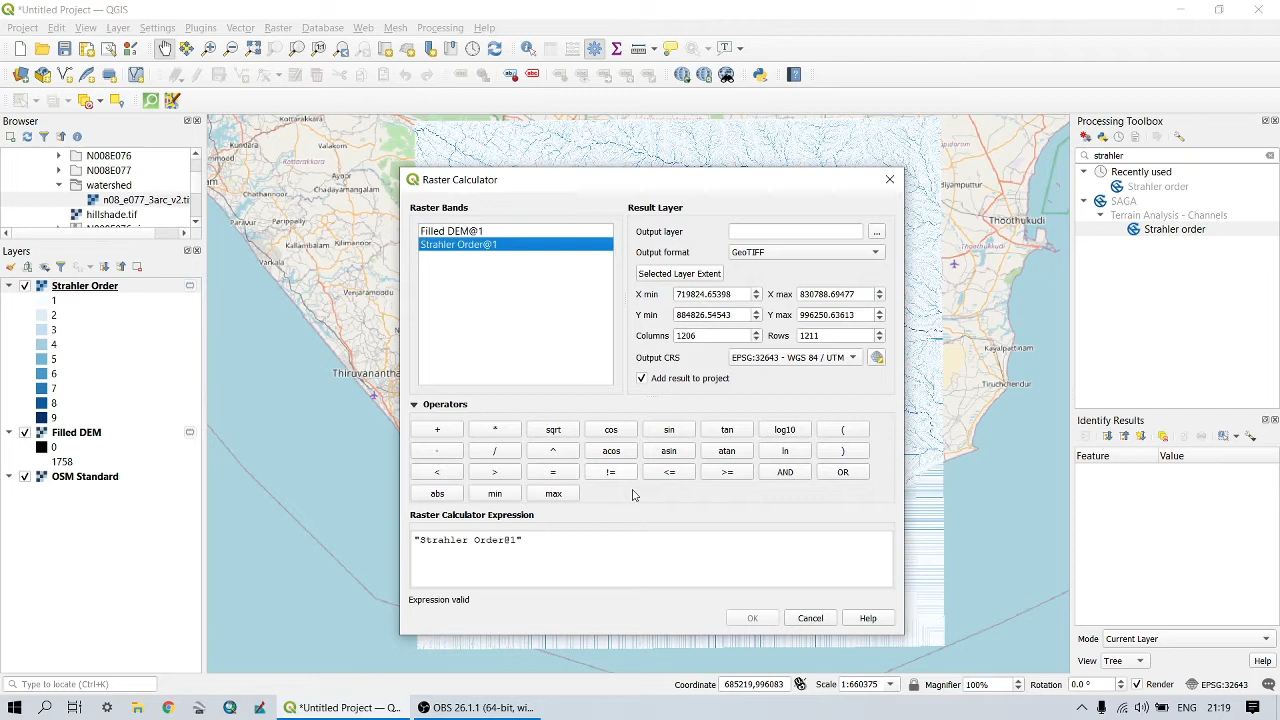 *Untitled Project — QGIS
Project Edit View Layer Settings Plugins Vector Raster Database Web Mesh Processing Help
Browser
N008E076
N008E077
watershed
n08_e077_3arc_v2.ti
hillshade.tif
Layers
Strahler Order
1
2
3
4
5
6
7
8
9
Filled DEM
0
1758
OSM Standard
Kottarakkara
Kilimanoor
Venjaramoodu
Thiruvananth
Thoothukudi
Kayalpattinam
Tiruchendur
Raster Calculator
Raster Bands
Filled DEM@1
Strahler Order@1
Result Layer
Output layer
...
Output format GeoTIFF
Selected Layer Extent
X min 719824.65398 X max 830788.69477
Y min 884826.54543 Y max 996250.63613
Columns 1206 Rows 1211
Output CRS EPSG:32643 - WGS 84 / UTM
Add result to project
Operators
+ * sqrt cos sin tan log10 (
- / ^ acos asin atan ln )
< > = != <= >= AND OR
abs min max
Raster Calculator Expression
"Strahler Order@1"
Expression valid
OK Cancel Help
Processing Toolbox
strahler
Recently used
Strahler order
SAGA
Terrain Analysis - Channels
Strahler order
Identify Results
Feature Value
Mode Current Layer
View Tree Help
Type to locate (Ctrl+K)
Coordinate 685219,996083 Scale 1:660375 Magnifier 100% Rotation 0.0 ° Render EPSG:32643
*Untitled Project — Q... OBS 26.1.1 (64-bit, wi... 21:19